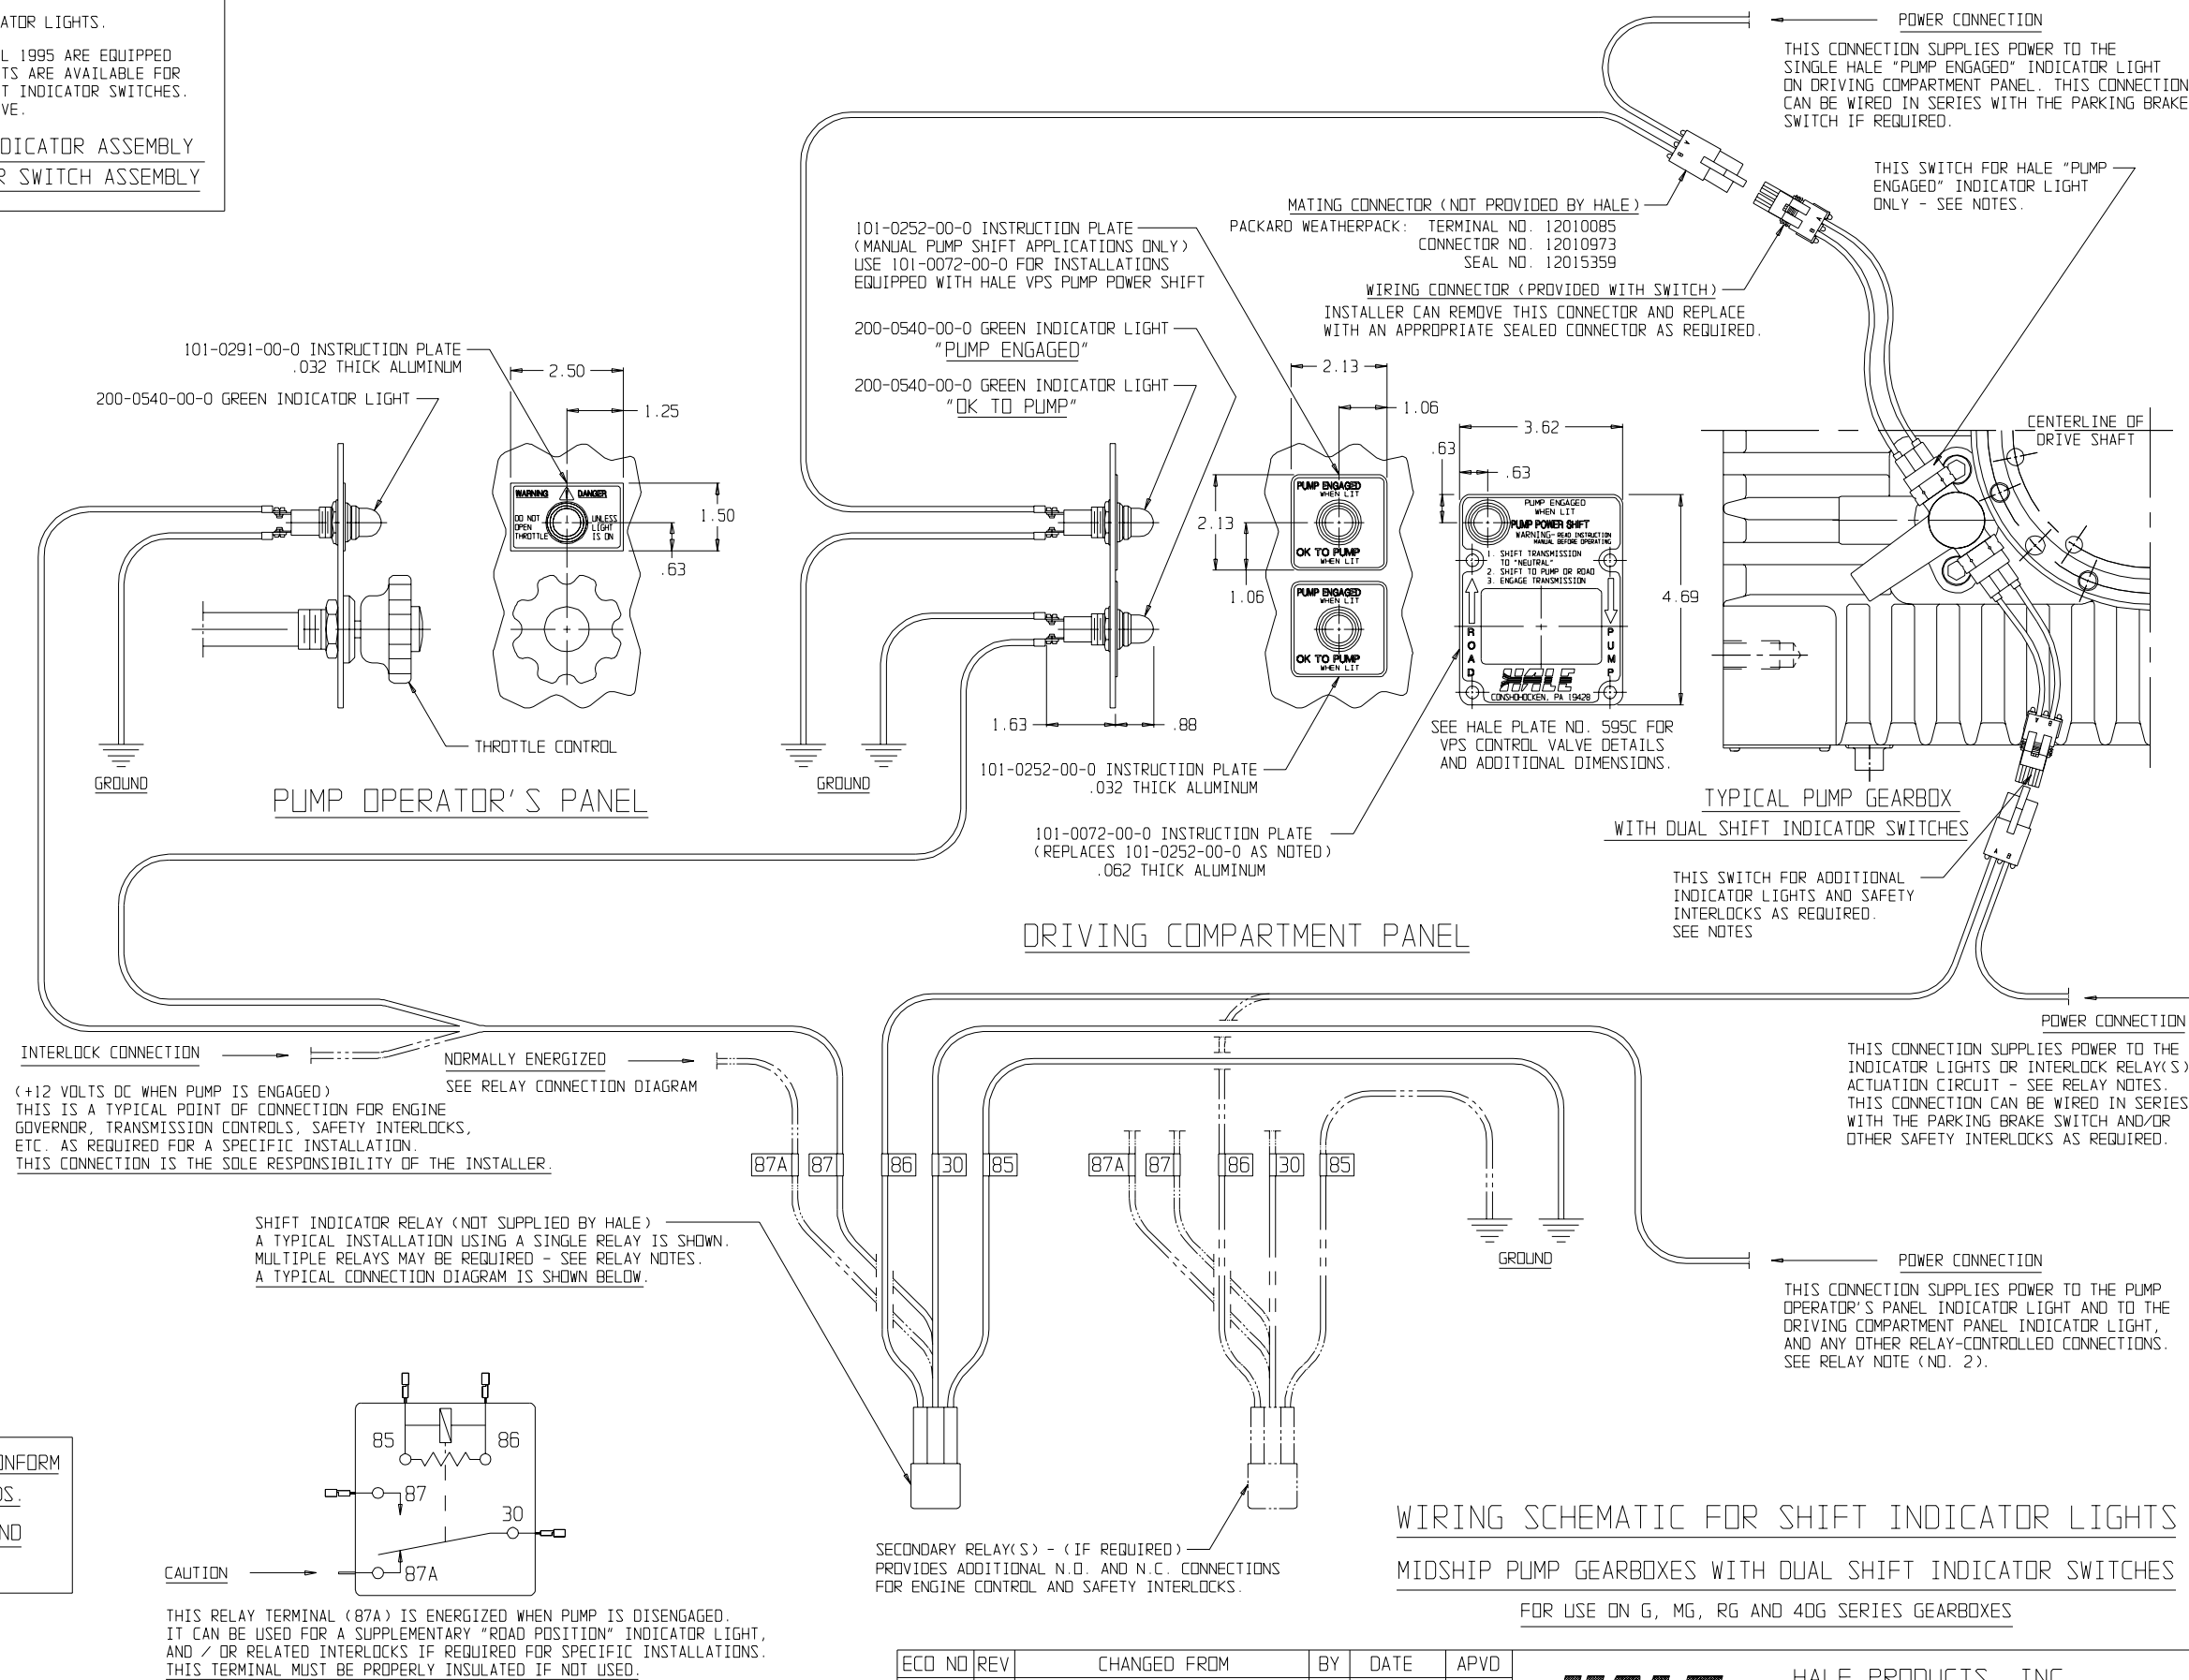 ATOR LIGHTS.
L 1995 ARE EQUIPPED
TS ARE AVAILABLE FOR
T INDICATOR SWITCHES.
VE.
DICATOR ASSEMBLY
R SWITCH ASSEMBLY
POWER CONNECTION
THIS CONNECTION SUPPLIES POWER TO THE
SINGLE HALE "PUMP ENGAGED" INDICATOR LIGHT
ON DRIVING COMPARTMENT PANEL. THIS CONNECTION
CAN BE WIRED IN SERIES WITH THE PARKING BRAKE
SWITCH IF REQUIRED.
THIS SWITCH FOR HALE "PUMP
ENGAGED" INDICATOR LIGHT
ONLY - SEE NOTES.
MATING CONNECTOR (NOT PROVIDED BY HALE)
PACKARD WEATHERPACK: TERMINAL NO. 12010085
CONNECTOR NO. 12010973
SEAL NO. 12015359
WIRING CONNECTOR (PROVIDED WITH SWITCH)
INSTALLER CAN REMOVE THIS CONNECTOR AND REPLACE
WITH AN APPROPRIATE SEALED CONNECTOR AS REQUIRED.
A
B
A
B
101-0252-00-0 INSTRUCTION PLATE
(MANUAL PUMP SHIFT APPLICATIONS ONLY)
USE 101-0072-00-0 FOR INSTALLATIONS
EQUIPPED WITH HALE VPS PUMP POWER SHIFT
200-0540-00-0 GREEN INDICATOR LIGHT
"PUMP ENGAGED"
200-0540-00-0 GREEN INDICATOR LIGHT
"OK TO PUMP"
101-0291-00-0 INSTRUCTION PLATE
.032 THICK ALUMINUM
200-0540-00-0 GREEN INDICATOR LIGHT
2.50
1.25
WARNING DANGER
DO NOT
OPEN
THROTTLE
UNLESS
LIGHT
IS ON
1.50
.63
THROTTLE CONTROL
GROUND
PUMP OPERATOR'S PANEL
2.13
1.06
PUMP ENGAGED
WHEN LIT
OK TO PUMP
WHEN LIT
2.13
1.06
PUMP ENGAGED
WHEN LIT
OK TO PUMP
WHEN LIT
1.63
.88
GROUND
101-0252-00-0 INSTRUCTION PLATE
.032 THICK ALUMINUM
101-0072-00-0 INSTRUCTION PLATE
(REPLACES 101-0252-00-0 AS NOTED)
.062 THICK ALUMINUM
3.62
.63
.63
PUMP ENGAGED
WHEN LIT
PUMP POWER SHIFT
WARNING- READ INSTRUCTION
MANUAL BEFORE OPERATING
1. SHIFT TRANSMISSION
TO "NEUTRAL"
2. SHIFT TO PUMP OR ROAD
3. ENGAGE TRANSMISSION
ROAD
PUMP
HALE
CONSHOHOCKEN, PA 19428
4.69
SEE HALE PLATE NO. 595C FOR
VPS CONTROL VALVE DETAILS
AND ADDITIONAL DIMENSIONS.
DRIVING COMPARTMENT PANEL
CENTERLINE OF
DRIVE SHAFT
A
B
A
B
TYPICAL PUMP GEARBOX
WITH DUAL SHIFT INDICATOR SWITCHES
THIS SWITCH FOR ADDITIONAL
INDICATOR LIGHTS AND SAFETY
INTERLOCKS AS REQUIRED.
SEE NOTES
POWER CONNECTION
THIS CONNECTION SUPPLIES POWER TO THE
INDICATOR LIGHTS OR INTERLOCK RELAY(S)
ACTUATION CIRCUIT - SEE RELAY NOTES.
THIS CONNECTION CAN BE WIRED IN SERIES
WITH THE PARKING BRAKE SWITCH AND/OR
OTHER SAFETY INTERLOCKS AS REQUIRED.
INTERLOCK CONNECTION
(+12 VOLTS DC WHEN PUMP IS ENGAGED)
THIS IS A TYPICAL POINT OF CONNECTION FOR ENGINE
GOVERNOR, TRANSMISSION CONTROLS, SAFETY INTERLOCKS,
ETC. AS REQUIRED FOR A SPECIFIC INSTALLATION.
THIS CONNECTION IS THE SOLE RESPONSIBILITY OF THE INSTALLER.
NORMALLY ENERGIZED
SEE RELAY CONNECTION DIAGRAM
87A 87 86 30 85
87A 87 86 30 85
GROUND
SHIFT INDICATOR RELAY (NOT SUPPLIED BY HALE)
A TYPICAL INSTALLATION USING A SINGLE RELAY IS SHOWN.
MULTIPLE RELAYS MAY BE REQUIRED - SEE RELAY NOTES.
A TYPICAL CONNECTION DIAGRAM IS SHOWN BELOW.
POWER CONNECTION
THIS CONNECTION SUPPLIES POWER TO THE PUMP
OPERATOR'S PANEL INDICATOR LIGHT AND TO THE
DRIVING COMPARTMENT PANEL INDICATOR LIGHT,
AND ANY OTHER RELAY-CONTROLLED CONNECTIONS.
SEE RELAY NOTE (NO. 2).
ONFORM
DS.
ND
85
86
87
30
87A
CAUTION
THIS RELAY TERMINAL (87A) IS ENERGIZED WHEN PUMP IS DISENGAGED.
IT CAN BE USED FOR A SUPPLEMENTARY "ROAD POSITION" INDICATOR LIGHT,
AND / OR RELATED INTERLOCKS IF REQUIRED FOR SPECIFIC INSTALLATIONS.
THIS TERMINAL MUST BE PROPERLY INSULATED IF NOT USED.
SECONDARY RELAY(S) - (IF REQUIRED)
PROVIDES ADDITIONAL N.O. AND N.C. CONNECTIONS
FOR ENGINE CONTROL AND SAFETY INTERLOCKS.
WIRING SCHEMATIC FOR SHIFT INDICATOR LIGHTS
MIDSHIP PUMP GEARBOXES WITH DUAL SHIFT INDICATOR SWITCHES
FOR USE ON G, MG, RG AND 4DG SERIES GEARBOXES
ECO NO REV CHANGED FROM BY DATE APVD
HALE PRODUCTS, INC